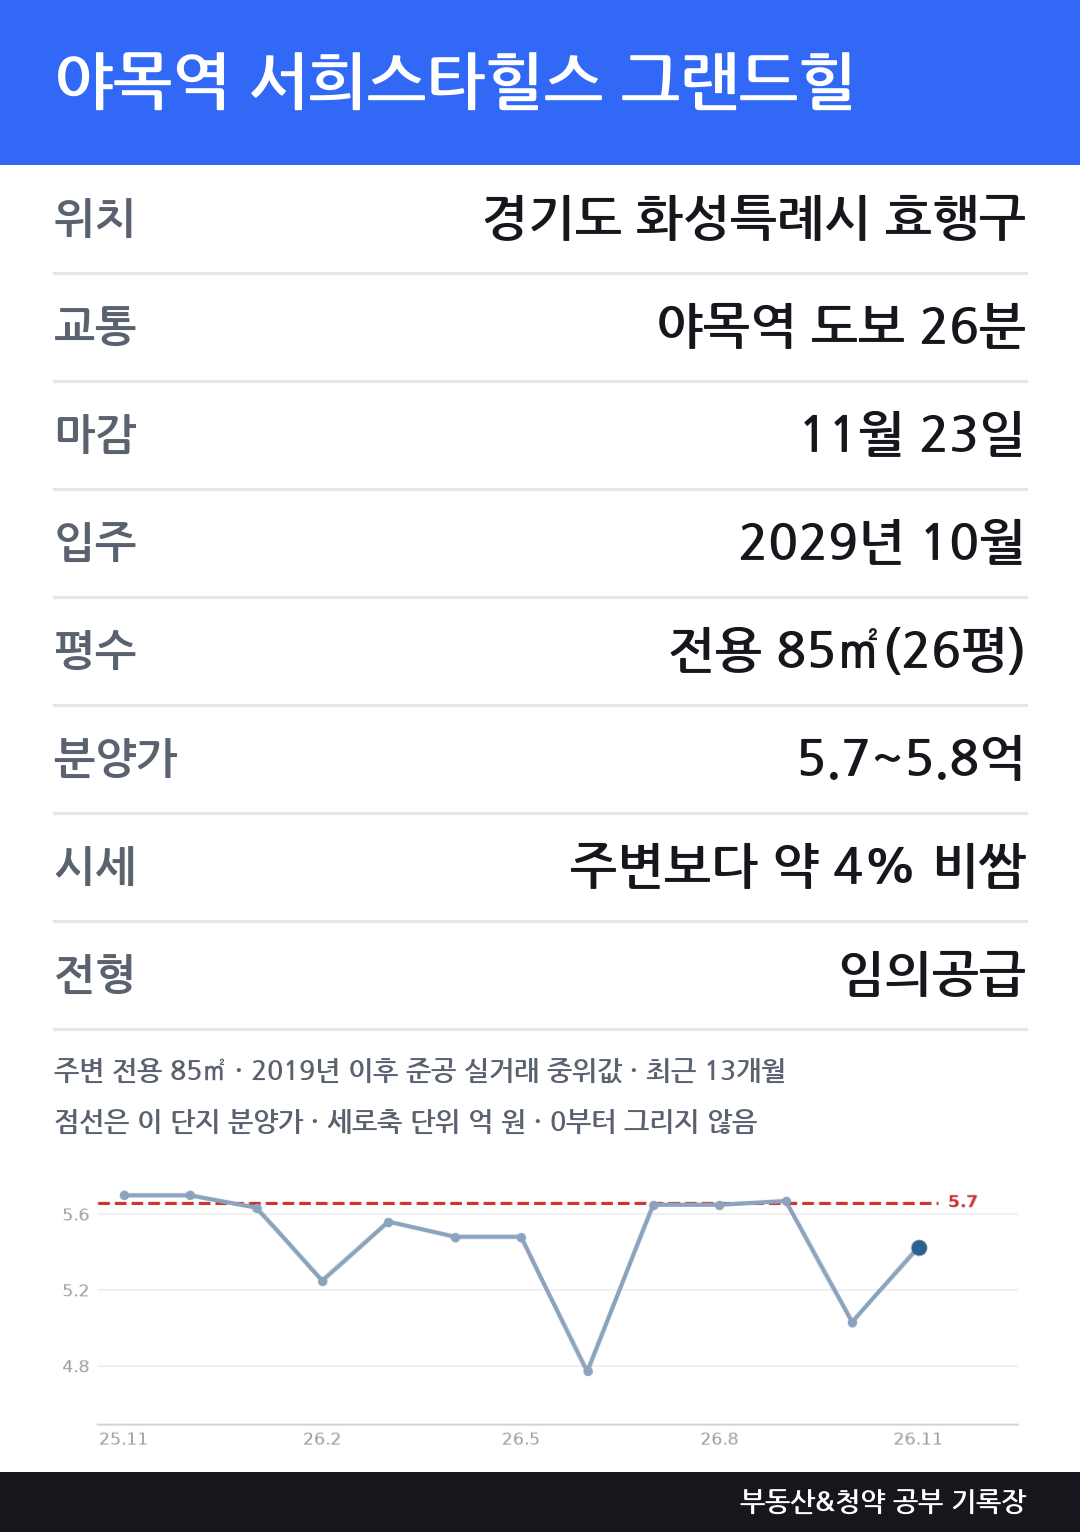 야목역 서희스타힐스 그랜드힐
위치 경기도 화성특례시 효행구
교통 야목역 도보 26분
마감 11월 23일
입주 2029년 10월
평수 전용 85㎡(26평)
분양가 5.7~5.8억
시세 주변보다 약 4% 비쌈
전형 임의공급
주변 전용 85㎡ · 2019년 이후 준공 실거래 중위값 · 최근 13개월
점선은 이 단지 분양가 · 세로축 단위 억 원 · 0부터 그리지 않음
5.7
5.6
5.2
4.8
25.11 26.2 26.5 26.8 26.11
부동산&청약 공부 기록장